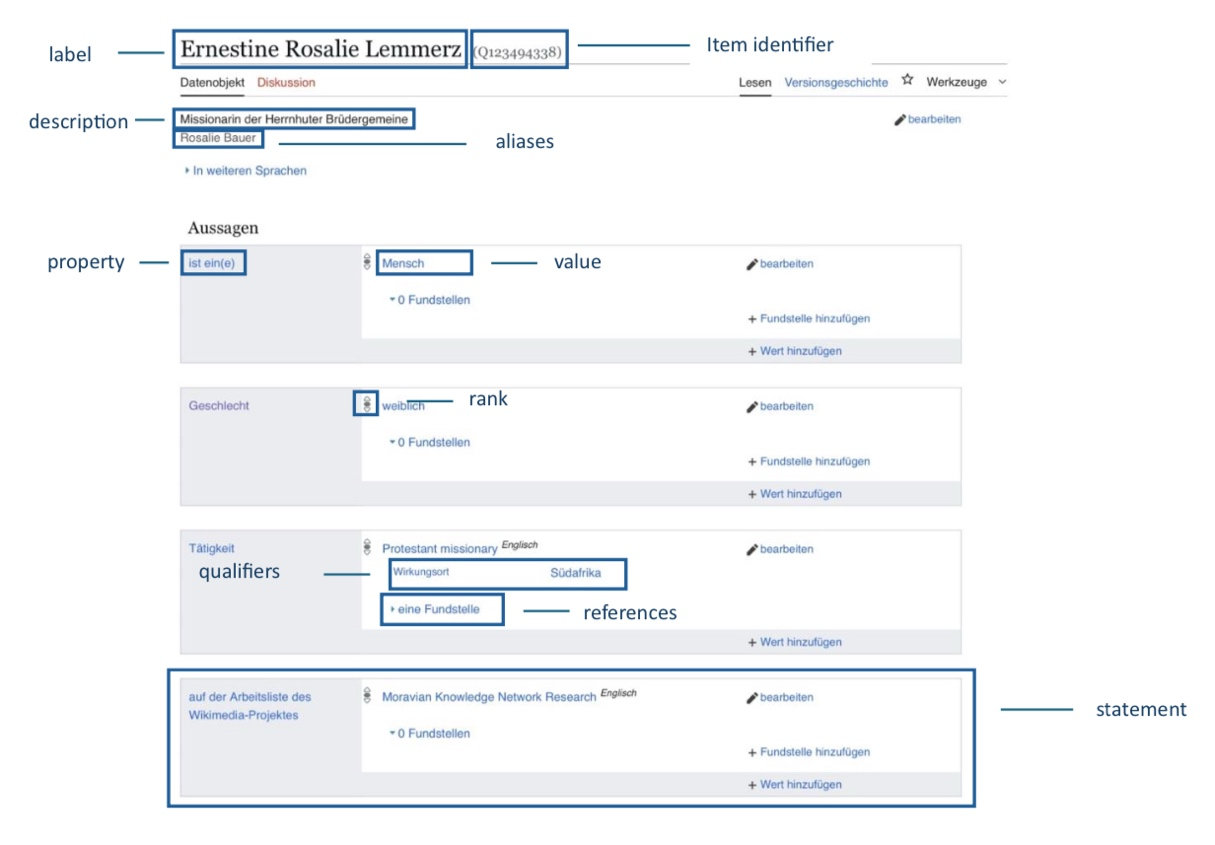 label
Ernestine Rosalie Lemmerz (Q123494338)
Item identifier
Datenobjekt Diskussion
Lesen Versionsgeschichte Werkzeuge
description
Missionarin der Herrnhuter Brüdergemeine
bearbeiten
Rosalie Bauer
aliases
In weiteren Sprachen
Aussagen
property
ist ein(e)
Mensch
value
bearbeiten
0 Fundstellen
+ Fundstelle hinzufügen
+ Wert hinzufügen
Geschlecht
weiblich
rank
bearbeiten
0 Fundstellen
+ Fundstelle hinzufügen
+ Wert hinzufügen
Tätigkeit
Protestant missionary Englisch
bearbeiten
qualifiers
Wirkungsort Südafrika
eine Fundstelle
references
+ Wert hinzufügen
auf der Arbeitsliste des
Wikimedia-Projektes
Moravian Knowledge Network Research Englisch
bearbeiten
statement
0 Fundstellen
+ Fundstelle hinzufügen
+ Wert hinzufügen